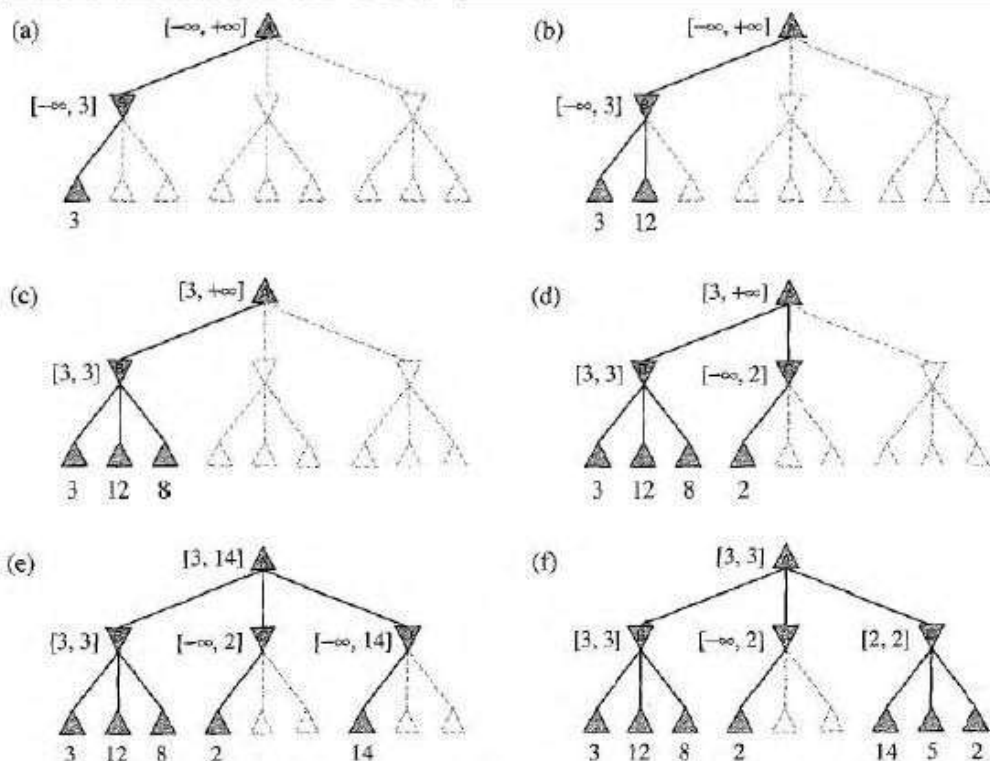 (a) [−∞, +∞] (b) [−∞, +∞]
[−∞, 3] [−∞, 3]
3 3 12
(c) [3, +∞] (d) [3, +∞]
[3, 3] [3, 3] [−∞, 2]
3 12 8 3 12 8 2
(e) [3, 14] (f) [3, 3]
[3, 3] [−∞, 2] [−∞, 14] [3, 3] [−∞, 2] [2, 2]
3 12 8 2 14 3 12 8 2 14 5 2